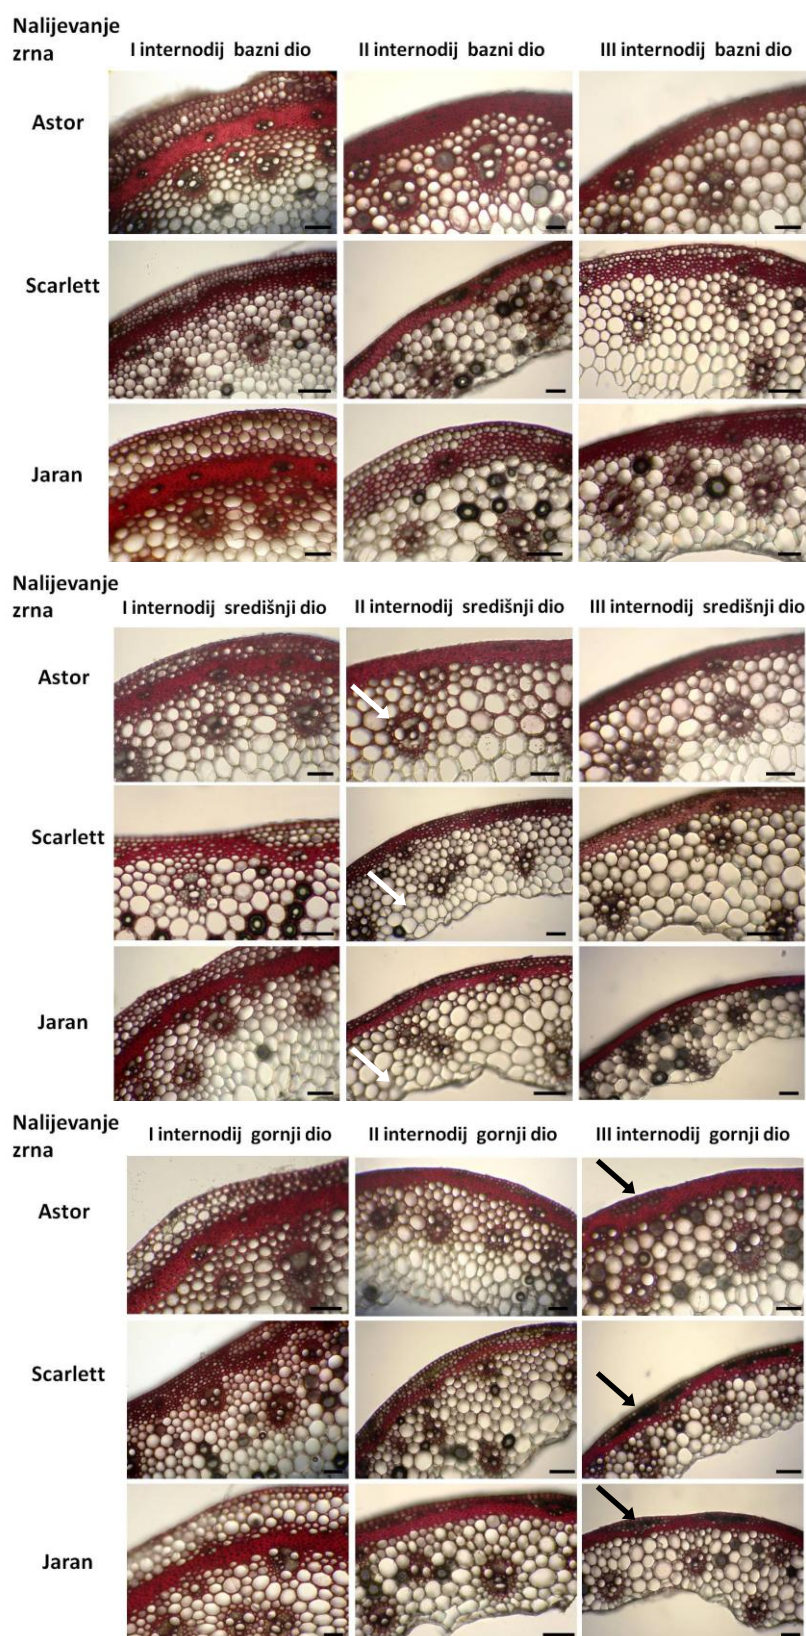 Nalijevanje
zrna
I internodij bazni dio
II internodij bazni dio
III internodij bazni dio
Astor
Scarlett
Jaran
Nalijevanje
zrna
I internodij središnji dio
II internodij središnji dio
III internodij središnji dio
Astor
Scarlett
Jaran
Nalijevanje
zrna
I internodij gornji dio
II internodij gornji dio
III internodij gornji dio
Astor
Scarlett
Jaran